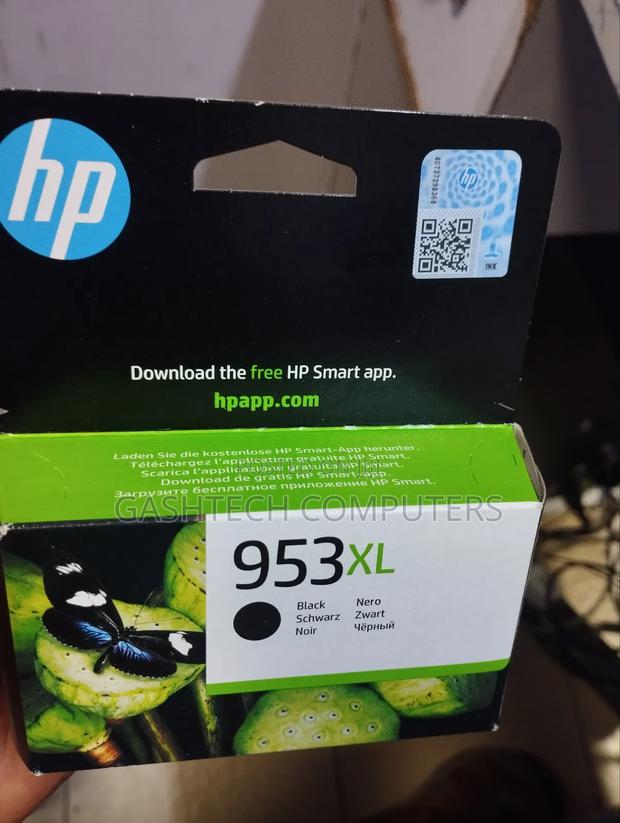 hp
40737298368
hp
INK
Download the free HP Smart app.
hpapp.com
Laden Sie die kostenlose HP Smart-App herunter.
Téléchargez l'application gratuite HP Smart.
Scarica l'applicazione gratuita HP Smart.
Download de gratis HP Smart-app.
Загрузите бесплатное приложение HP Smart.
GASHTECH COMPUTERS
953XL
Black Nero
Schwarz Zwart
Noir Чёрный